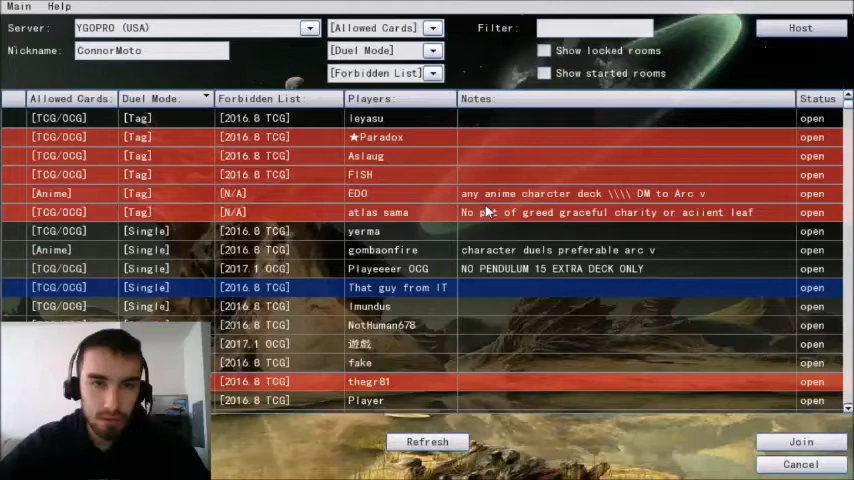 Main Help
Server: YGOPRO (USA) [Allowed Cards] Filter: Host
Nickname: ConnorMoto [Duel Mode] Show locked rooms
[Forbidden List] Show started rooms
Allowed Cards: Duel Mode: Forbidden List: Players: Notes: Status
[TCG/OCG] [Tag] [2016.8 TCG] Ieyasu open
[TCG/OCG] [Tag] [2016.8 TCG] ★Paradox open
[TCG/OCG] [Tag] [2016.8 TCG] Aslaug open
[TCG/OCG] [Tag] [2016.8 TCG] FiSH open
[Anime] [Tag] [N/A] EDO any anime charcter deck \\\\ DM to Arc v open
[TCG/OCG] [Tag] [N/A] atlas sama No of greed graceful charity or aciient leaf open
[TCG/OCG] [Single] [2016.8 TCG] yerma open
[Anime] [Single] [2016.8 TCG] gombaonfire character duels preferable arc v open
[TCG/OCG] [Single] [2017.1 OCG] Playeeeer OCG NO PENDULUM 15 EXTRA DECK ONLY open
[TCG/OCG] [Single] [2016.8 TCG] That guy from IT open
[TCG/OCG] [Single] [2016.8 TCG] Imundus open
[2016.8 TCG] NotHuman678 open
[2017.1 OCG] 遊戲 open
[2016.8 TCG] fake open
[2016.8 TCG] thegr81 open
[2016.8 TCG] Player open
Refresh Join
Cancel